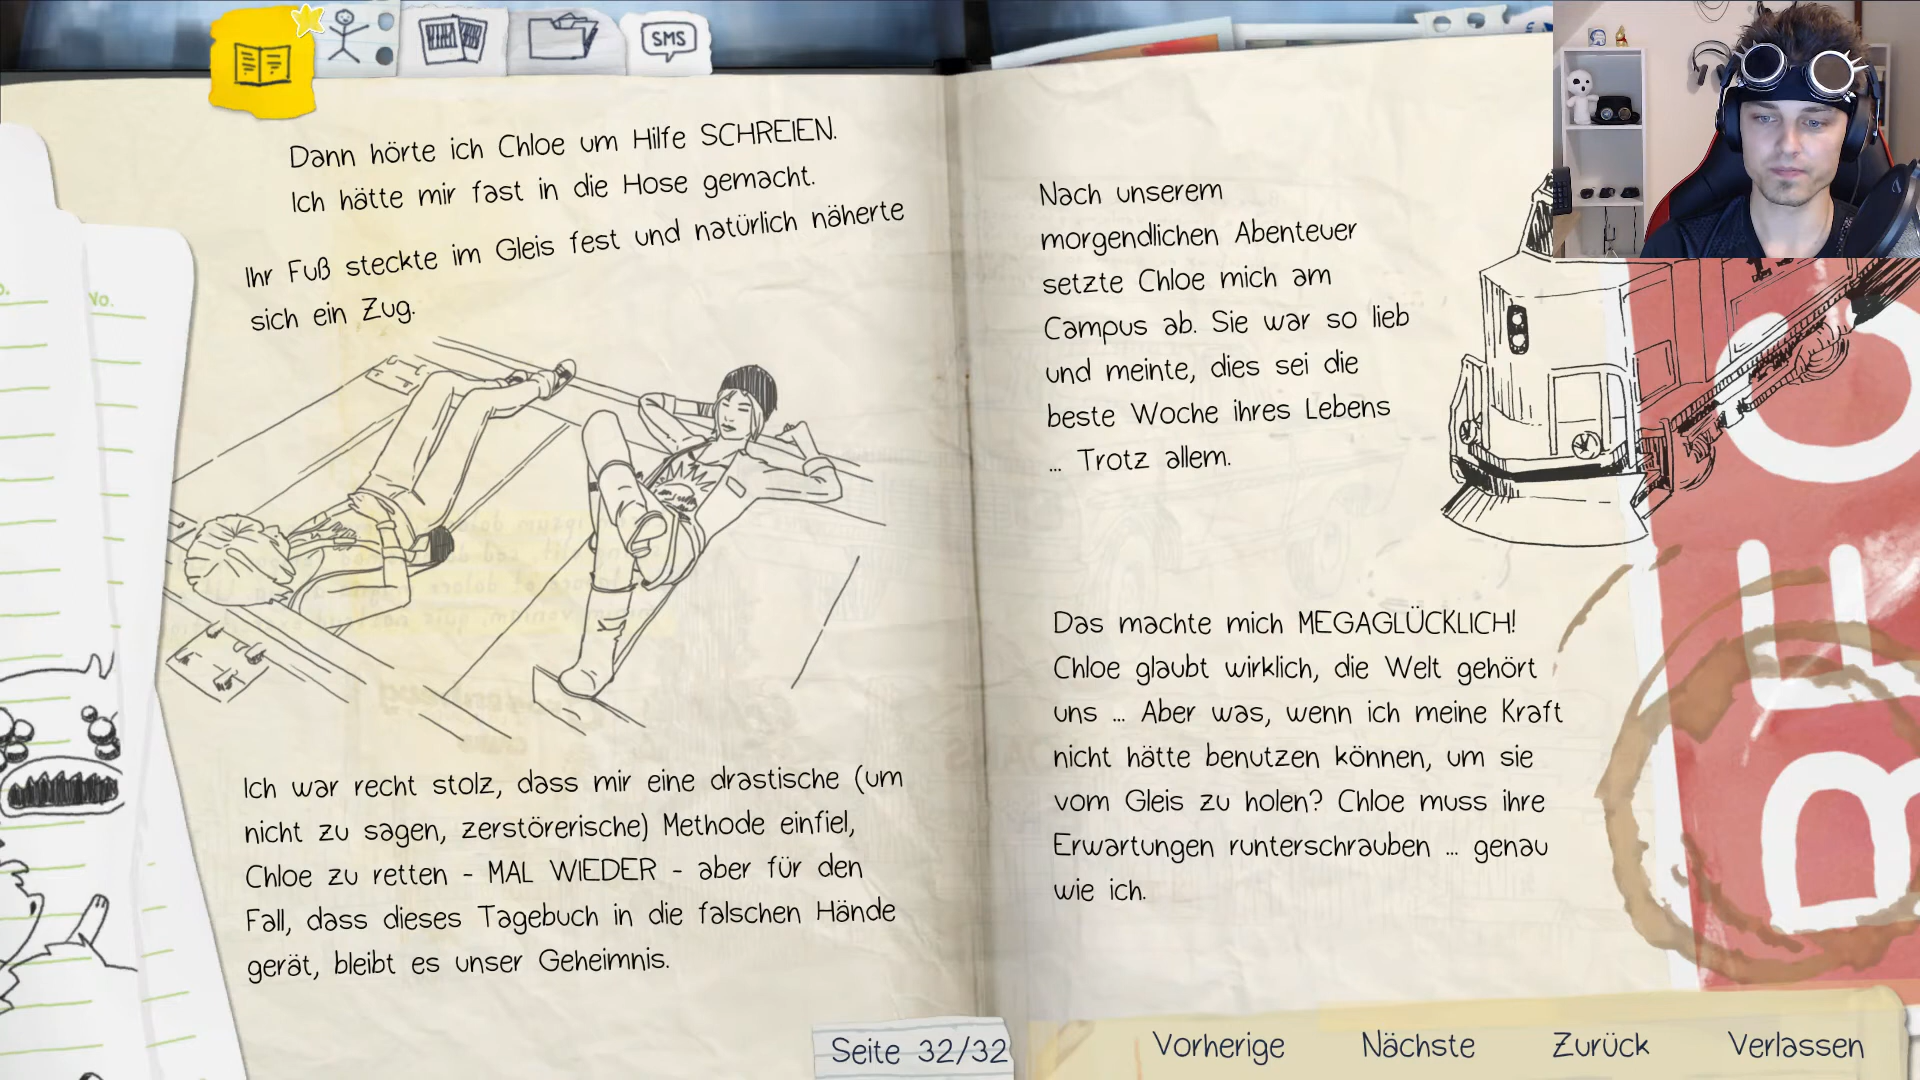 SMS
Dann hörte ich Chloe um Hilfe SCHREIEN.
Ich hätte mir fast in die Hose gemacht.
Ihr Fuß steckte im Gleis fest und natürlich näherte
sich ein Zug.
No.
Ich war recht stolz, dass mir eine drastische (um
nicht zu sagen, zerstörerische) Methode einfiel,
Chloe zu retten - MAL WIEDER - aber für den
Fall, dass dieses Tagebuch in die falschen Hände
gerät, bleibt es unser Geheimnis.
Nach unserem
morgendlichen Abenteuer
setzte Chloe mich am
Campus ab. Sie war so lieb
und meinte, dies sei die
beste Woche ihres Lebens
... Trotz allem.
Das machte mich MEGAGLÜCKLICH!
Chloe glaubt wirklich, die Welt gehört
uns ... Aber was, wenn ich meine Kraft
nicht hätte benutzen können, um sie
vom Gleis zu holen? Chloe muss ihre
Erwartungen runterschrauben ... genau
wie ich.
Seite 32/32
Vorherige
Nächste
Zurück
Verlassen